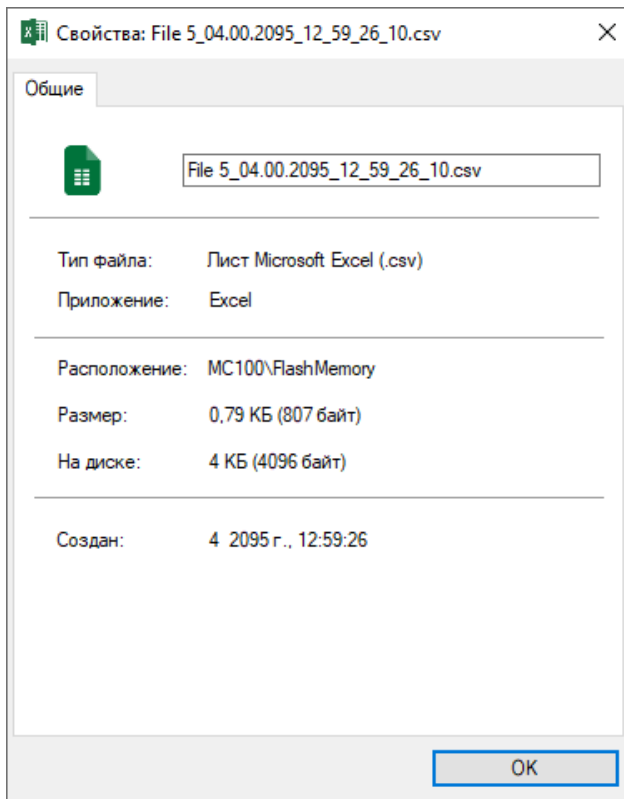 Свойства: File 5_04.00.2095_12_59_26_10.csv
Общие
File 5_04.00.2095_12_59_26_10.csv
Тип файла: Лист Microsoft Excel (.csv)
Приложение: Excel
Расположение: MC100\FlashMemory
Размер: 0,79 КБ (807 байт)
На диске: 4 КБ (4096 байт)
Создан: 4  2095 г., 12:59:26
OK